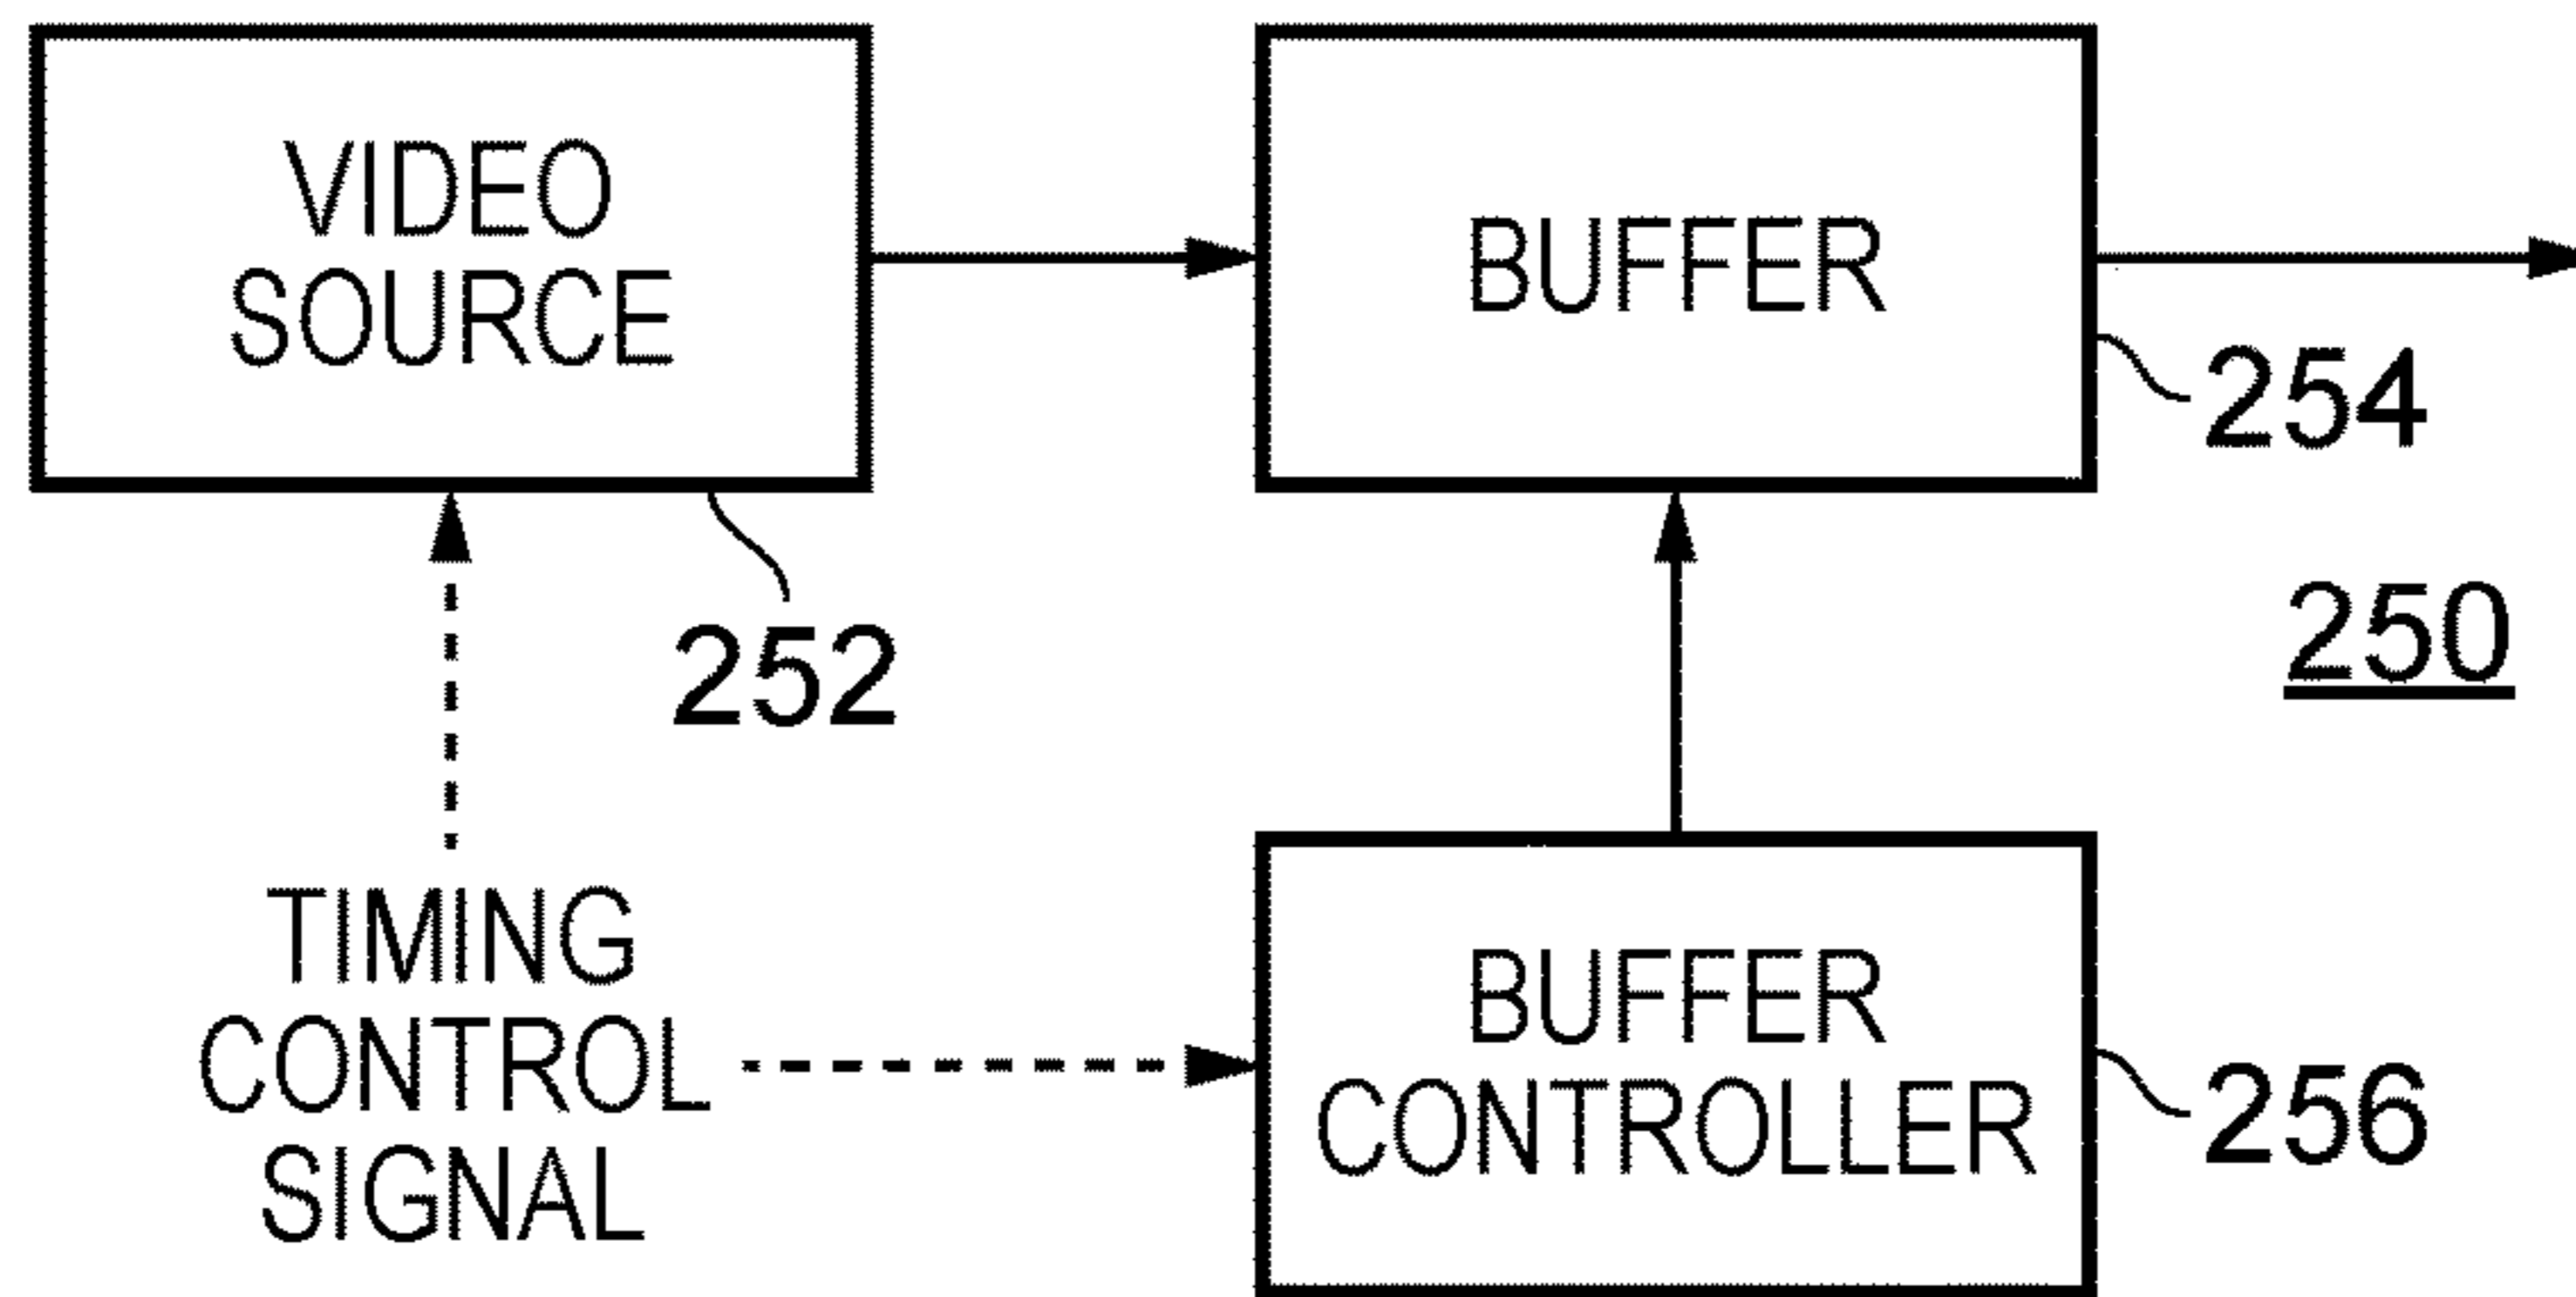 VIDEO
SOURCE
252
BUFFER
254
250
TIMING
CONTROL
SIGNAL
BUFFER
CONTROLLER
256